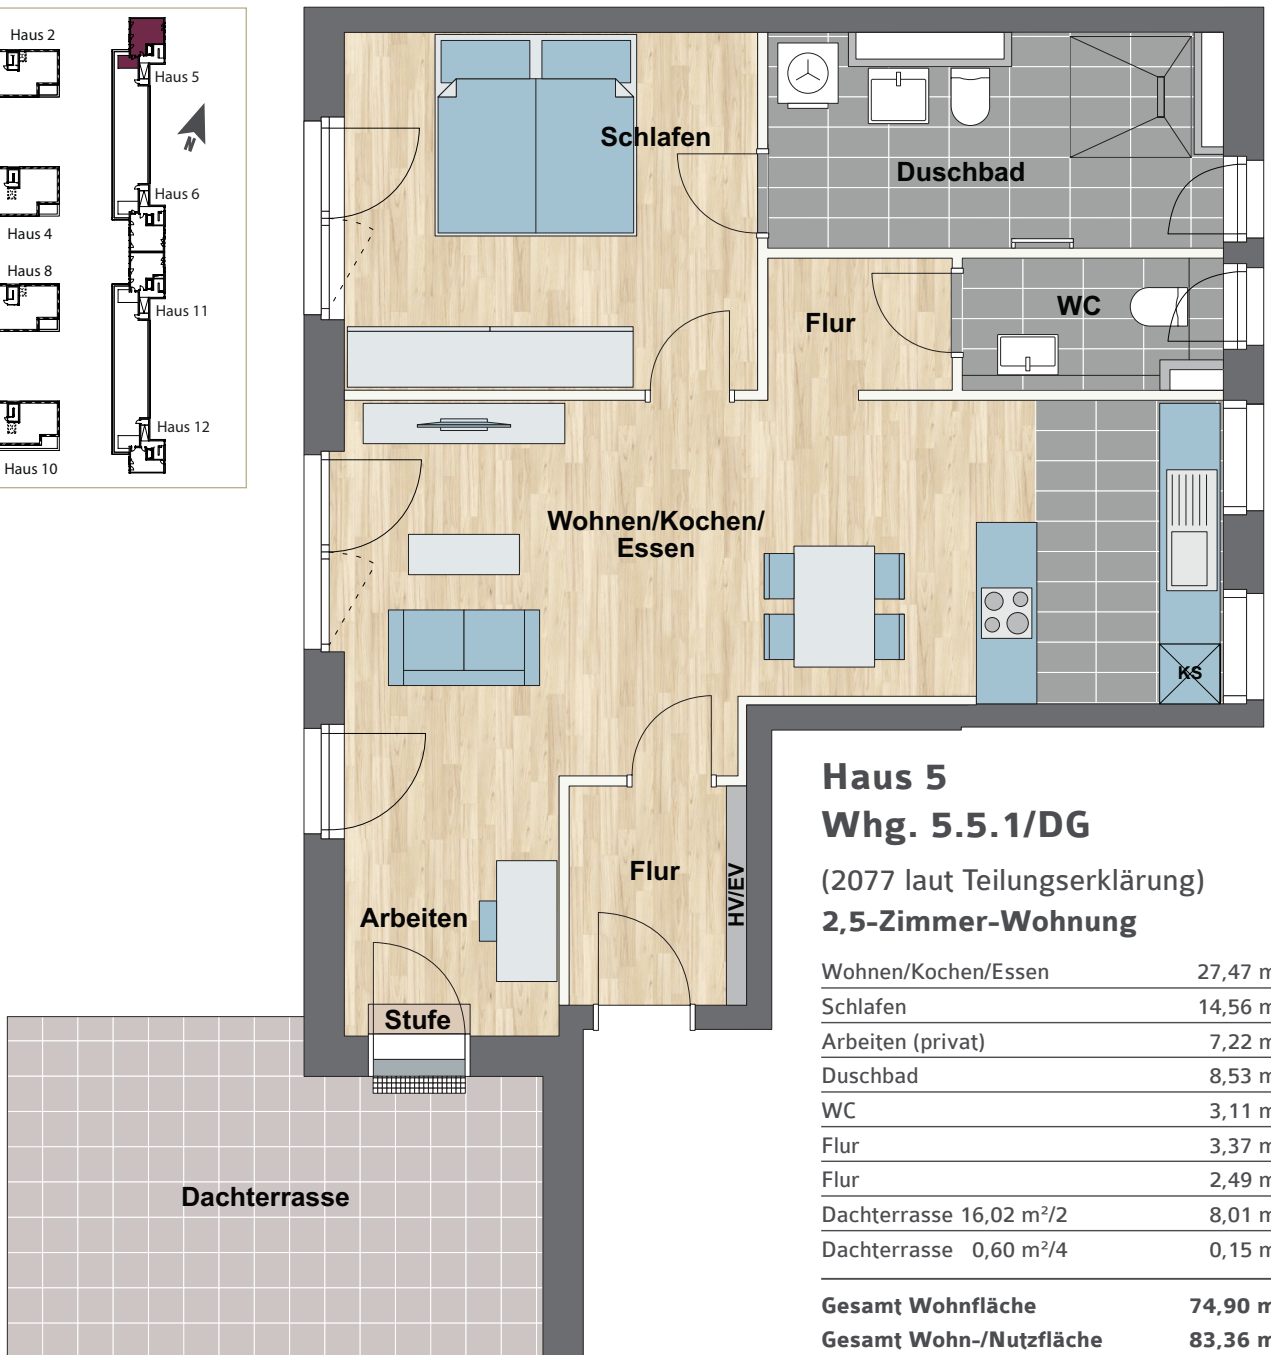 Haus 2
Haus 5
Haus 6
Haus 4
Haus 8
Haus 11
Haus 12
Haus 10
N
Schlafen
Duschbad
Flur
WC
Wohnen/Kochen/
Essen
KS
Flur
HV/EV
Arbeiten
Stufe
Dachterrasse
Haus 5
Whg. 5.5.1/DG
(2077 laut Teilungserklärung)
2,5-Zimmer-Wohnung
Wohnen/Kochen/Essen 27,47 m
Schlafen 14,56 m
Arbeiten (privat) 7,22 m
Duschbad 8,53 m
WC 3,11 m
Flur 3,37 m
Flur 2,49 m
Dachterrasse 16,02 m²/2 8,01 m
Dachterrasse 0,60 m²/4 0,15 m
Gesamt Wohnfläche 74,90 m
Gesamt Wohn-/Nutzfläche 83,36 m